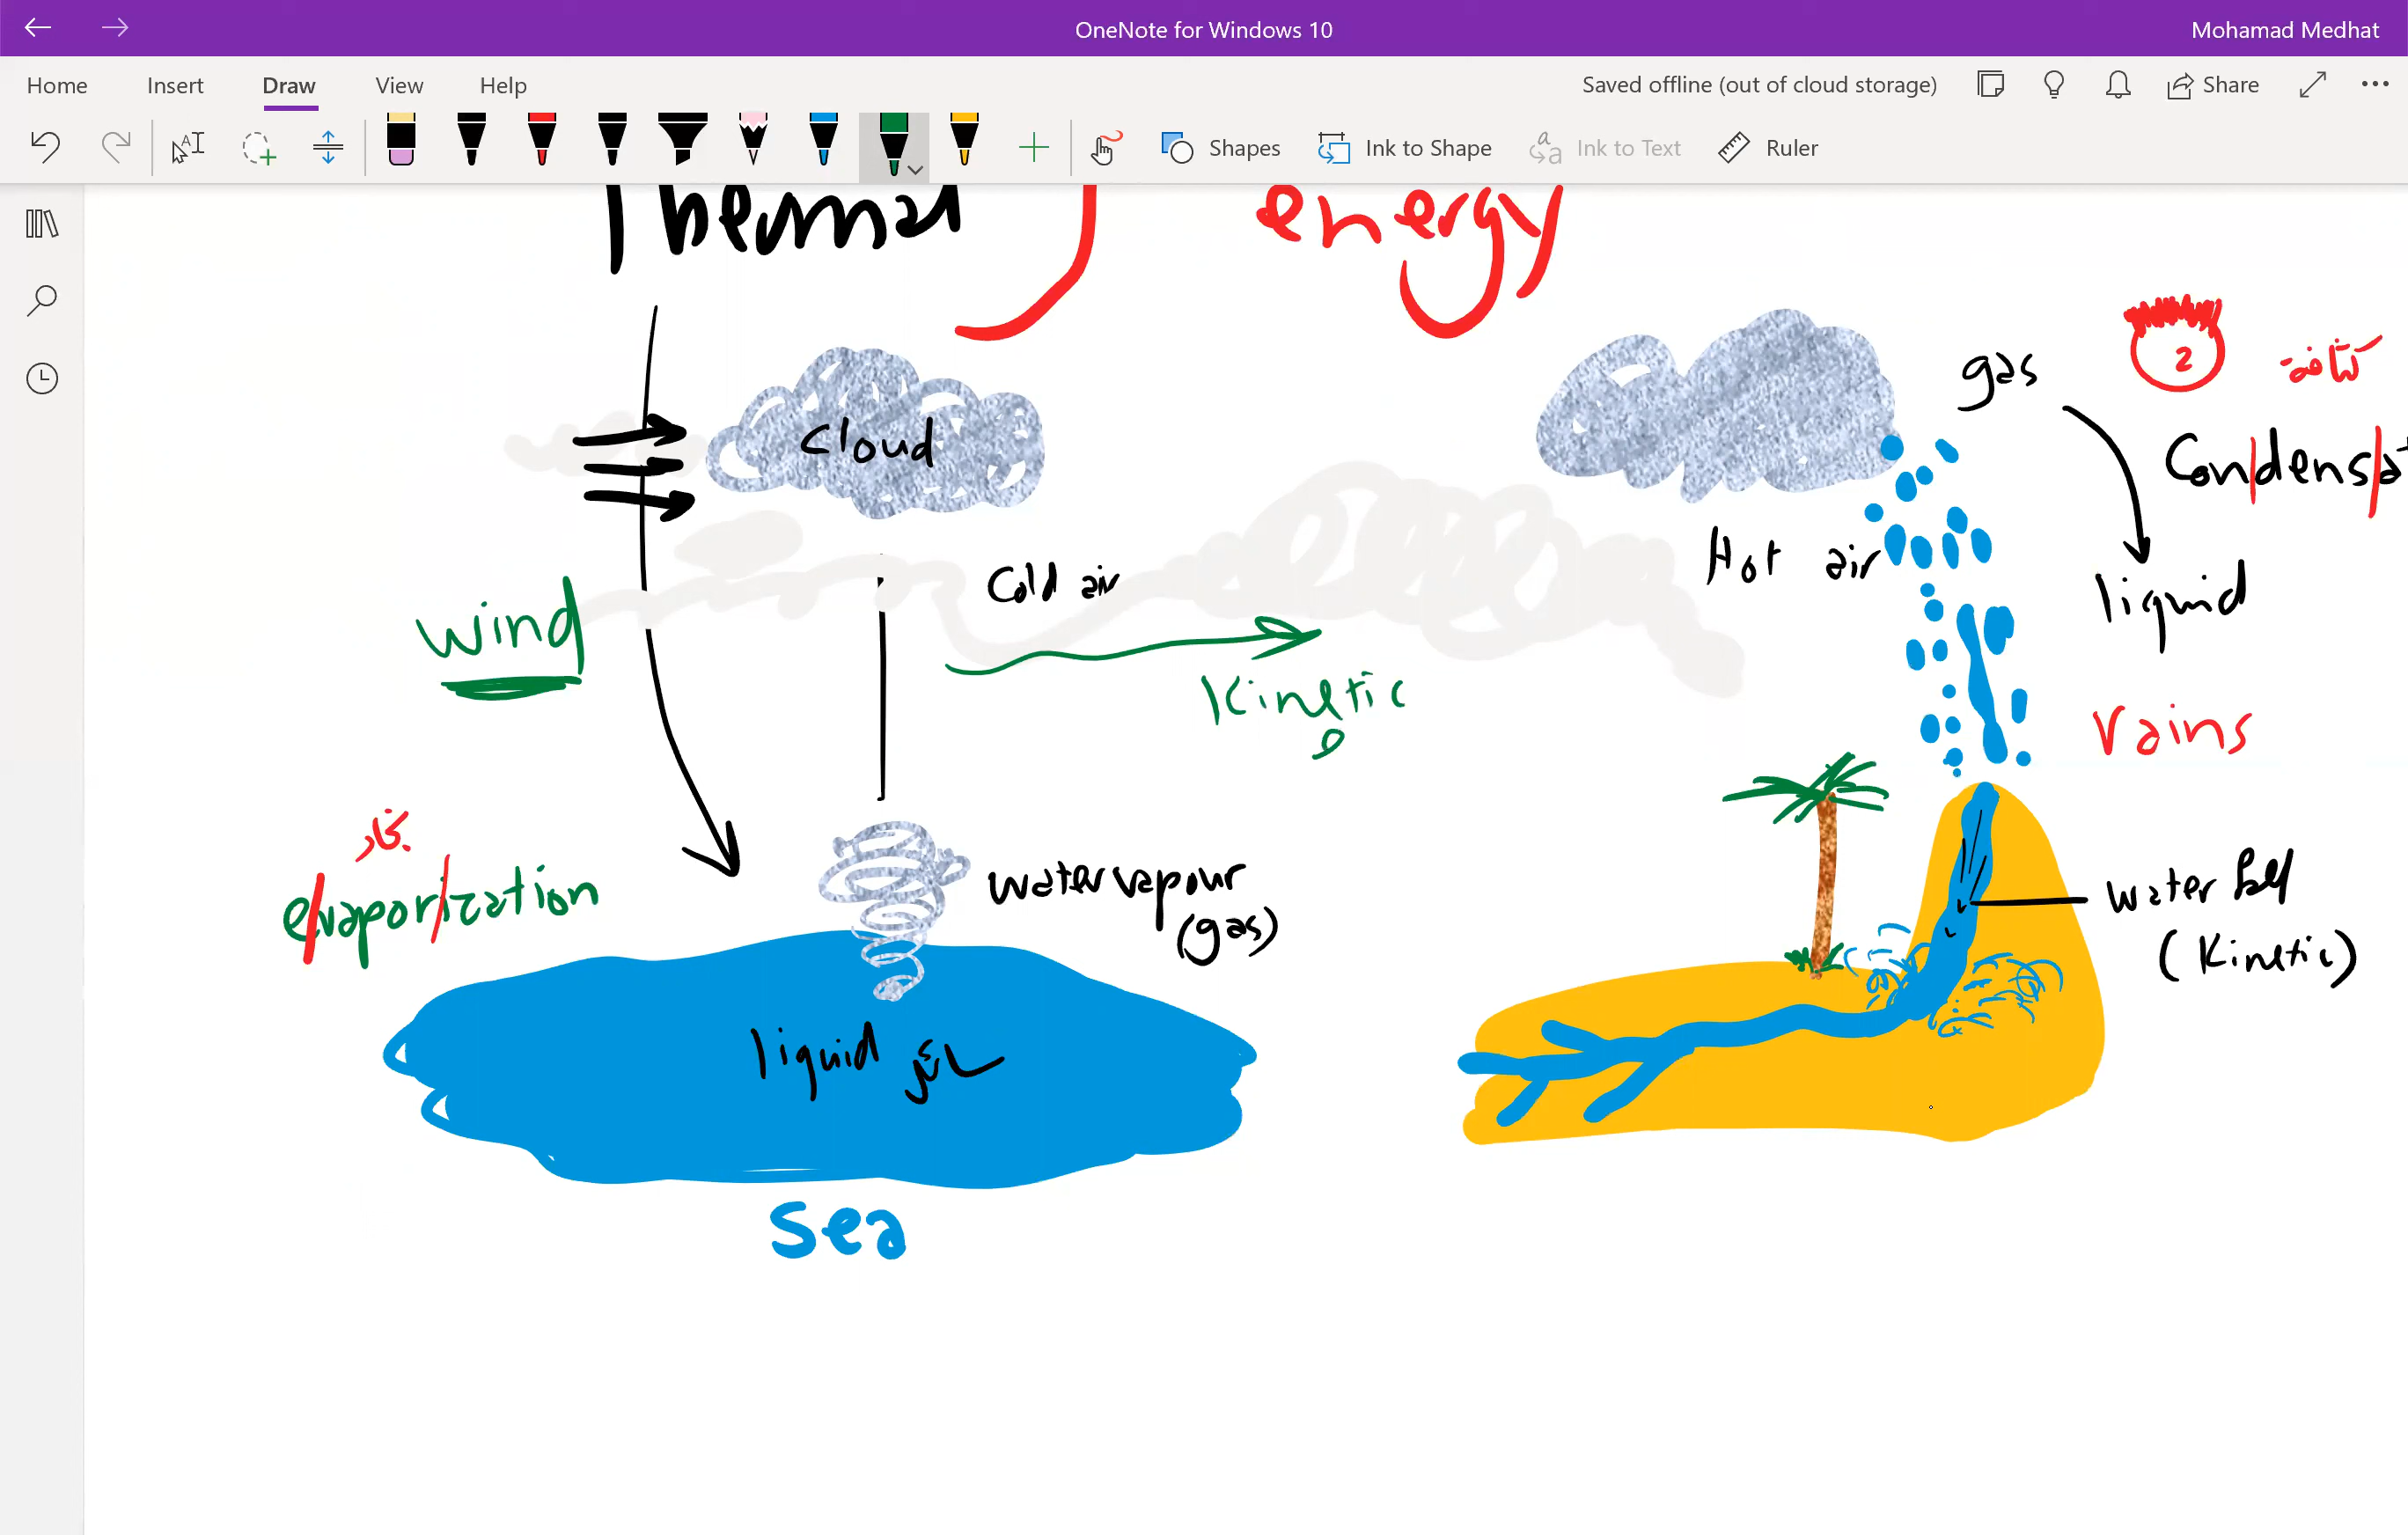 OneNote for Windows 10
Mohamad Medhat
Home Insert Draw View Help
Saved offline (out of cloud storage)
Share
Shapes
Ink to Shape
Ink to Text
Ruler
Thermal
energy
cloud
gas
2
تكاثف
Condensat
Cold air
Hot air
liquid
wind
Kinetic
e
rains
بخار
evaporization
water vapour
(gas)
water
(Kinetic)
liquid سائل
Sea